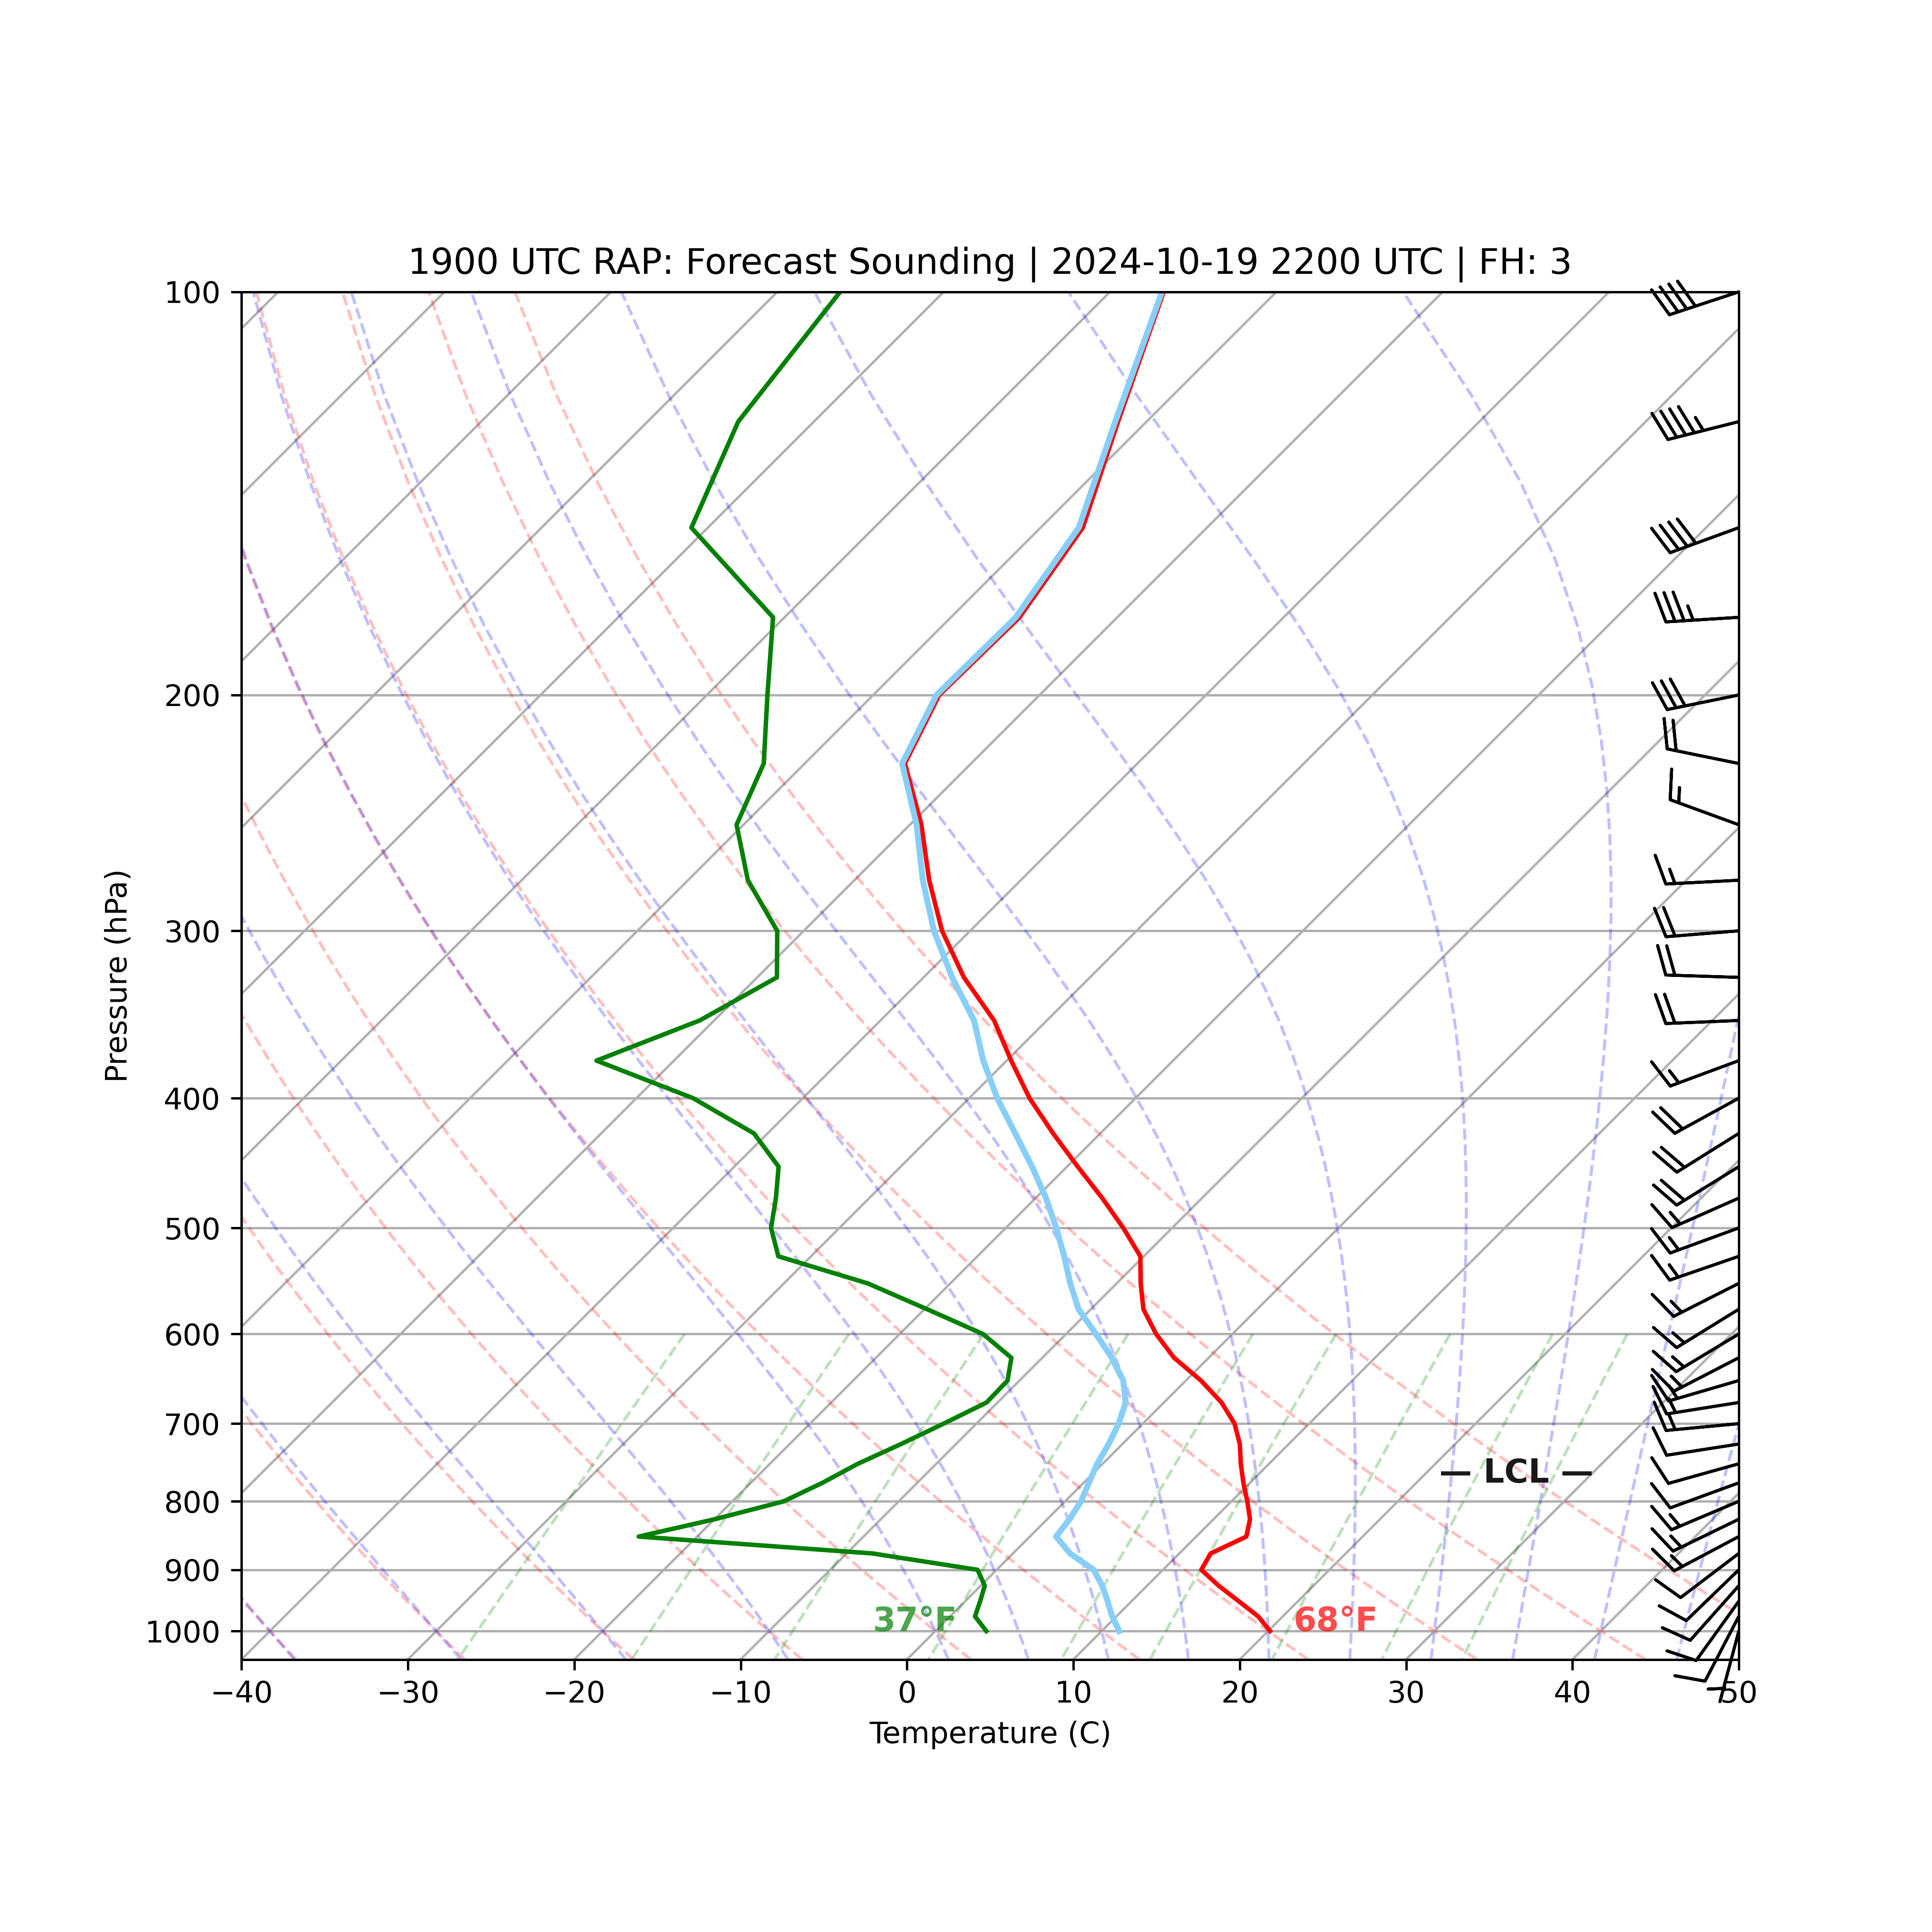 1900 UTC RAP: Forecast Sounding | 2024-10-19 2200 UTC | FH: 3
100
200
300
400
500
600
700
800
900
1000
Pressure (hPa)
— LCL —
37°F
68°F
−40 −30 −20 −10 0 10 20 30 40 50
Temperature (C)